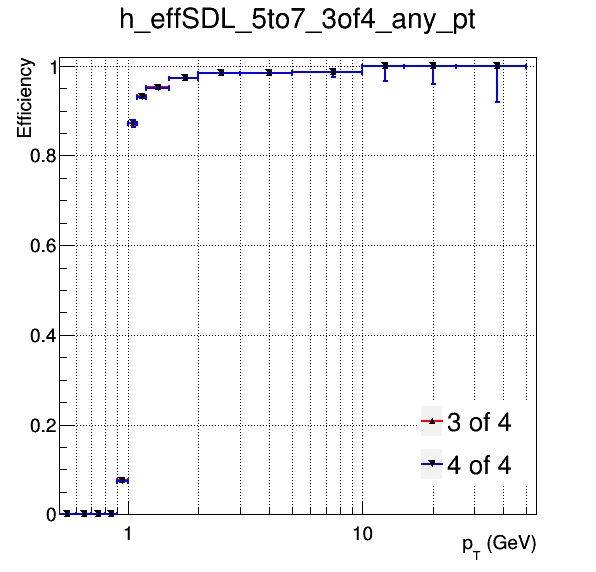 h_effSDL_5to7_3of4_any_pt
Efficiency
1
0.8
0.6
0.4
0.2
0
3 of 4
4 of 4
1
10
p_T (GeV)